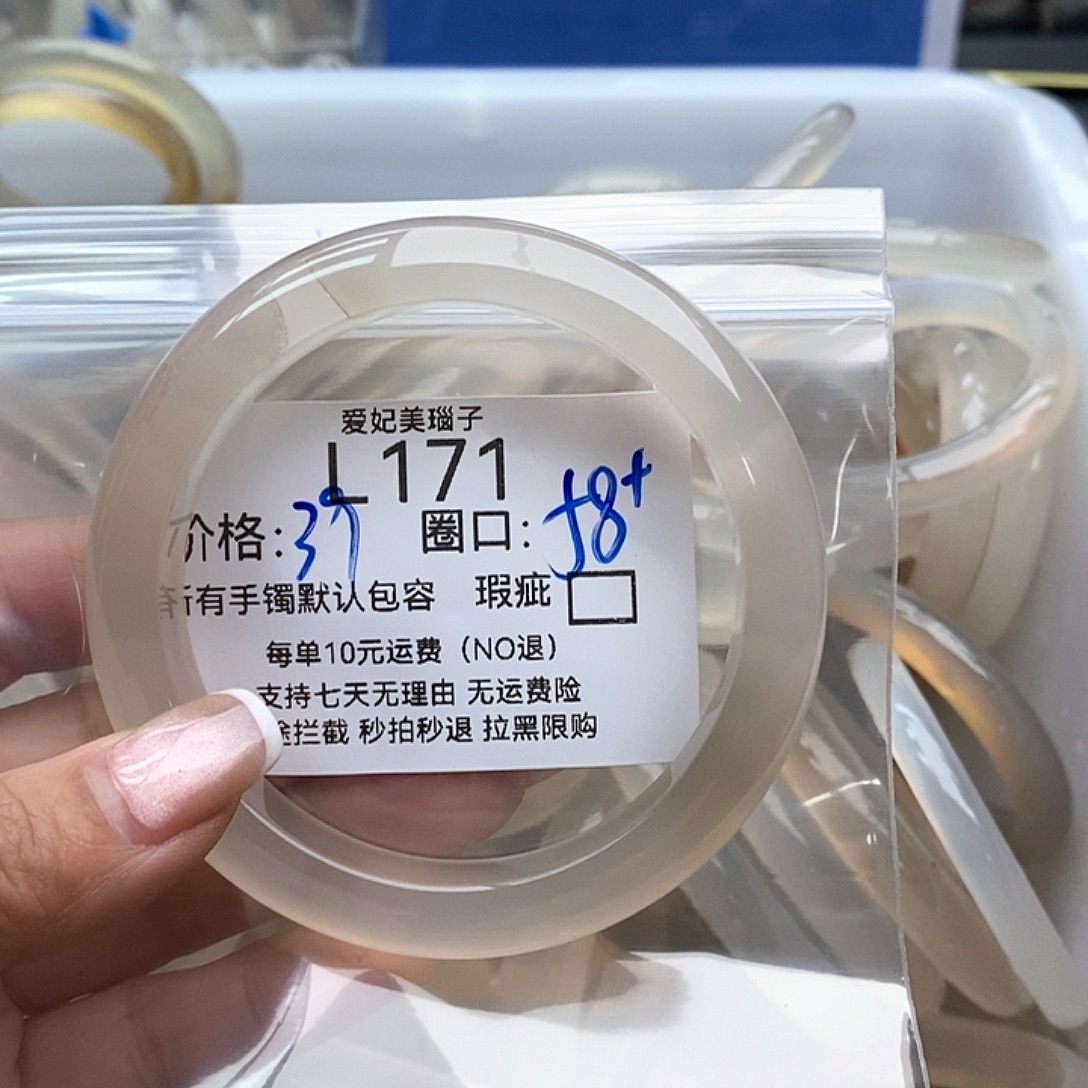 爱妃美瑙子
L171
价格:39 圈口:58+
所有手镯默认包容 瑕疵
每单10元运费（NO退）
支持七天无理由 无运费险
途拦截 秒拍秒退 拉黑限购